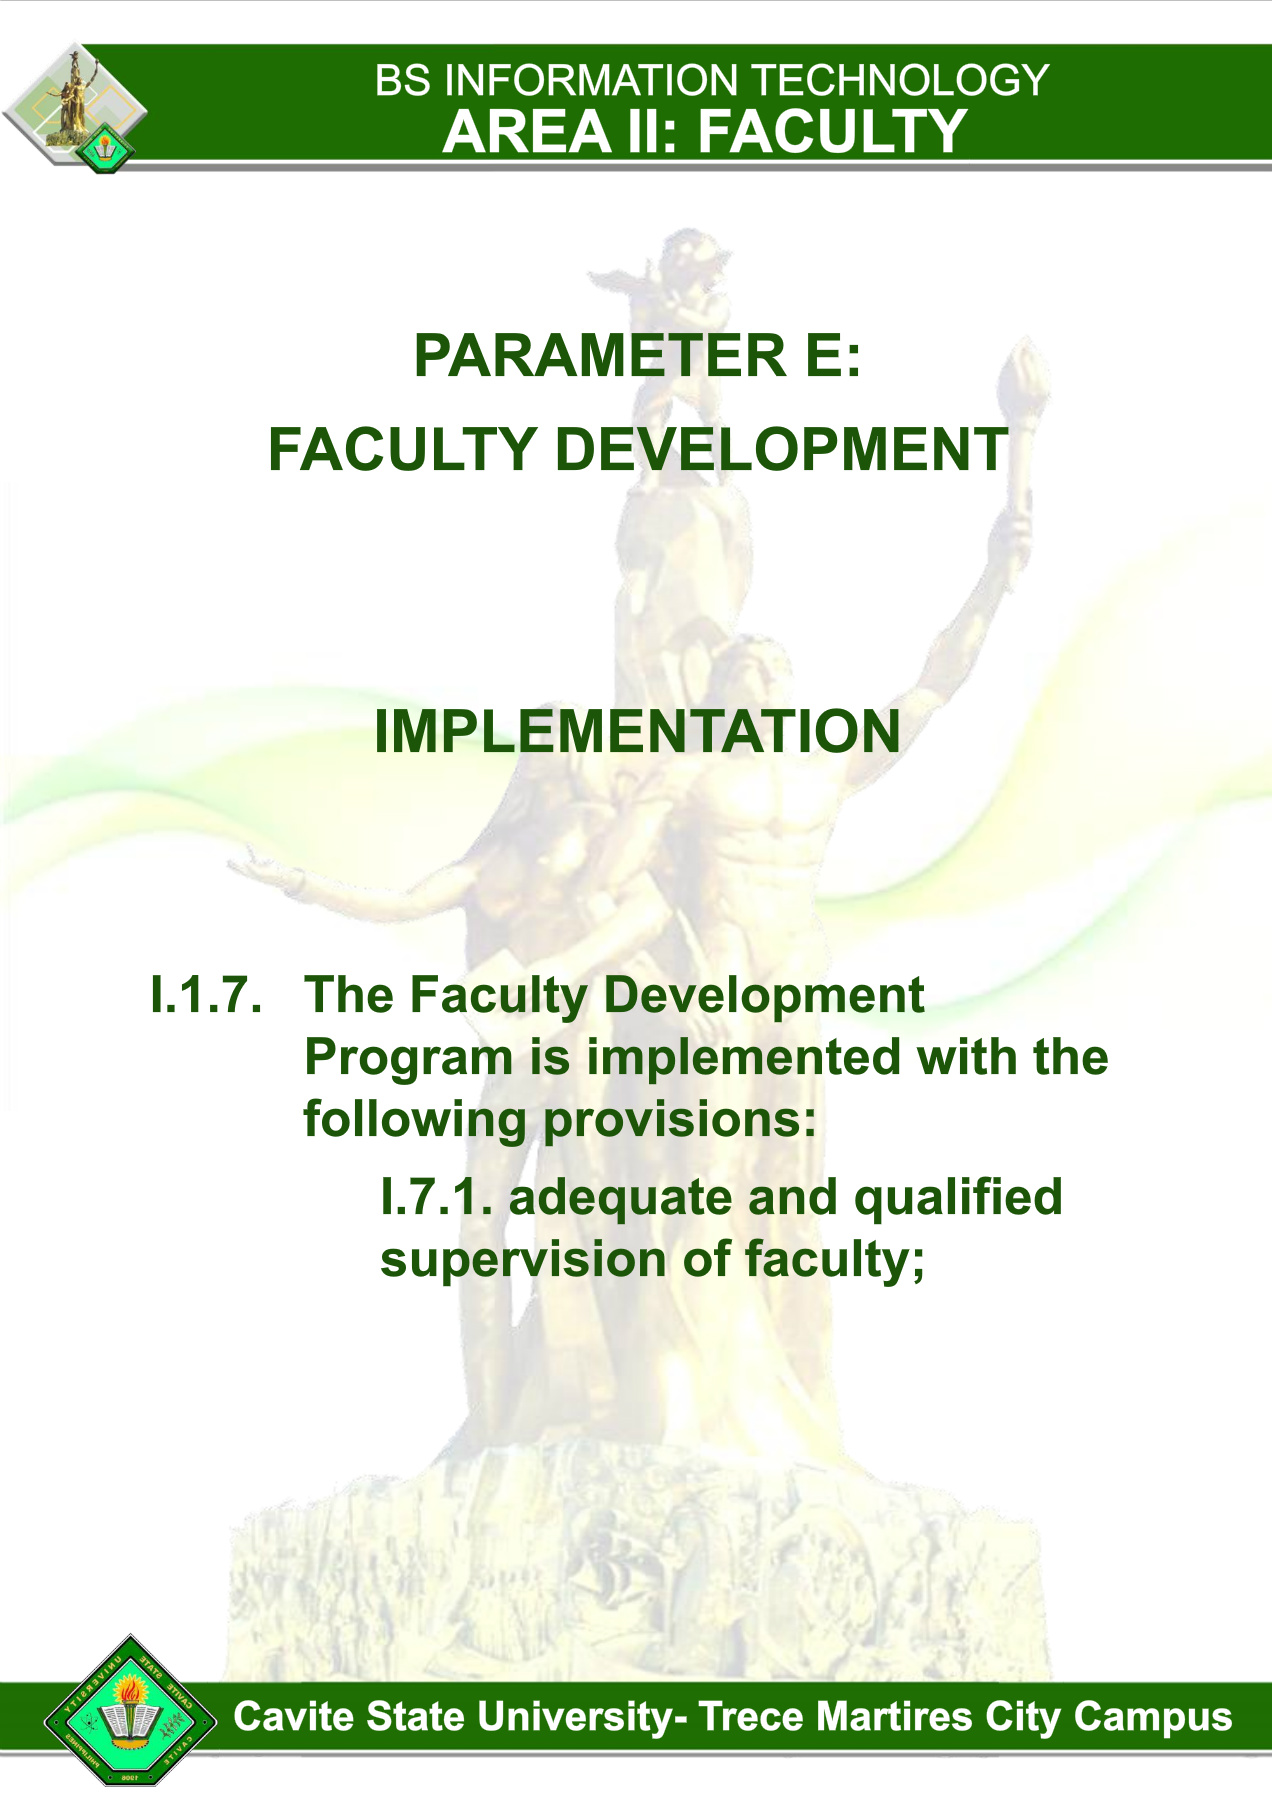 BS INFORMATION TECHNOLOGY
AREA II: FACULTY
PARAMETER E:
FACULTY DEVELOPMENT
IMPLEMENTATION
I.1.7. The Faculty Development
Program is implemented with the
following provisions:
I.7.1. adequate and qualified
supervision of faculty;
CAVITE STATE UNIVERSITY
CAVITE
PHILIPPINES
1906
Cavite State University- Trece Martires City Campus